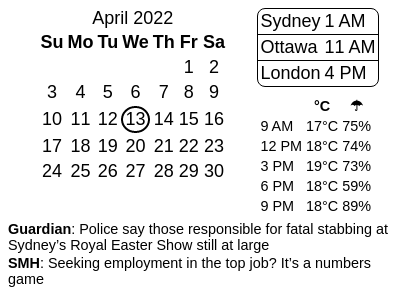 April 2022
Su Mo Tu We Th Fr Sa
1 2
3 4 5 6 7 8 9
10 11 12 13 14 15 16
17 18 19 20 21 22 23
24 25 26 27 28 29 30
Sydney 1 AM
Ottawa 11 AM
London 4 PM
°C ☂
9 AM 17°C 75%
12 PM 18°C 74%
3 PM 19°C 73%
6 PM 18°C 59%
9 PM 18°C 89%
Guardian: Police say those responsible for fatal stabbing at
Sydney’s Royal Easter Show still at large
SMH: Seeking employment in the top job? It’s a numbers
game